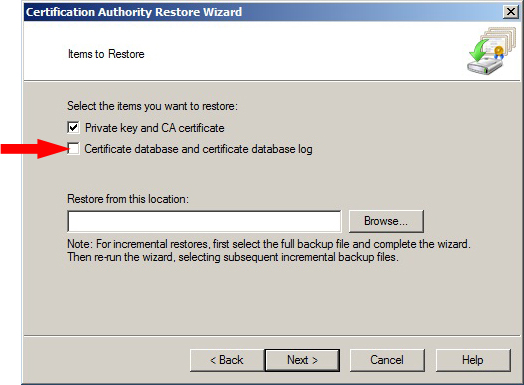 Certification Authority Restore Wizard
Items to Restore
Select the items you want to restore:
Private key and CA certificate
Certificate database and certificate database log
Restore from this location:
Browse...
Note: For incremental restores, first select the full backup file and complete the wizard.
Then re-run the wizard, selecting subsequent incremental backup files.
< Back
Next >
Cancel
Help